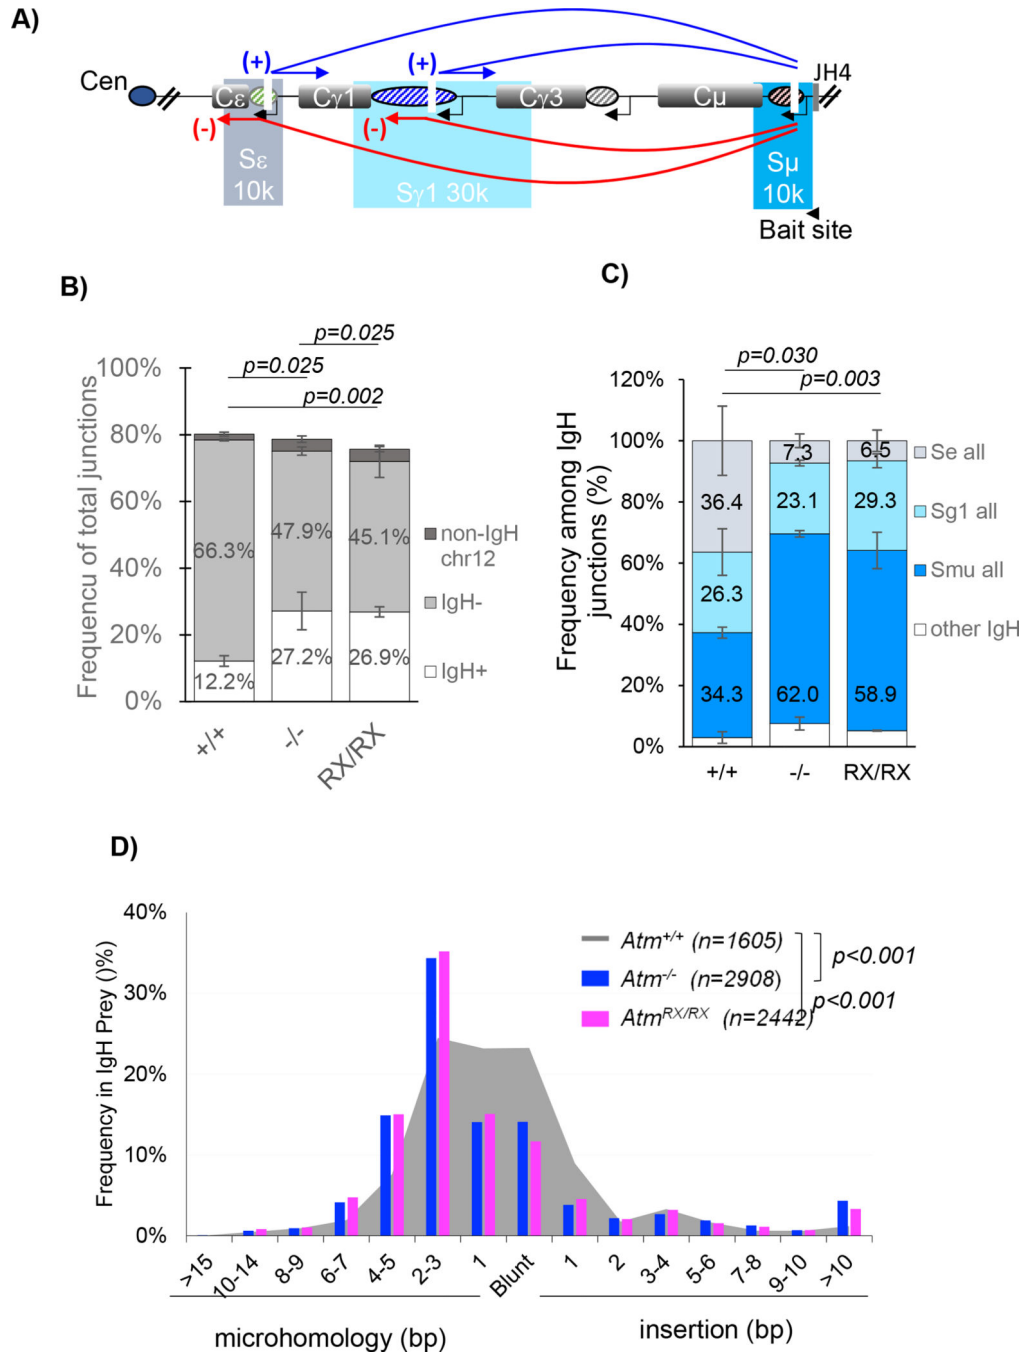 A)
(+)
(+)
JH4
Cen
Cε
Cγ1
Cγ3
Cμ
(-)
(-)
Sε
10k
Sγ1 30k
Sμ
10k
Bait site
B)
p=0.025
p=0.025
p=0.002
Frequencu of total junctions
100%
80%
60%
40%
20%
0%
66.3%
47.9%
45.1%
12.2%
27.2%
26.9%
non-IgH
chr12
IgH-
IgH+
+/+
-/-
RX/RX
C)
p=0.030
p=0.003
Frequency among IgH
junctions (%)
120%
100%
80%
60%
40%
20%
0%
36.4
7.3
6.5
26.3
23.1
29.3
34.3
62.0
58.9
Se all
Sg1 all
Smu all
other IgH
+/+
-/-
RX/RX
D)
Frequency in IgH Prey ()%)
40%
30%
20%
10%
0%
Atm+/+ (n=1605)
Atm-/- (n=2908)
AtmRX/RX (n=2442)
p<0.001
p<0.001
>15
10-14
8-9
6-7
4-5
2-3
1
Blunt
1
2
3-4
5-6
7-8
9-10
>10
microhomology (bp)
insertion (bp)